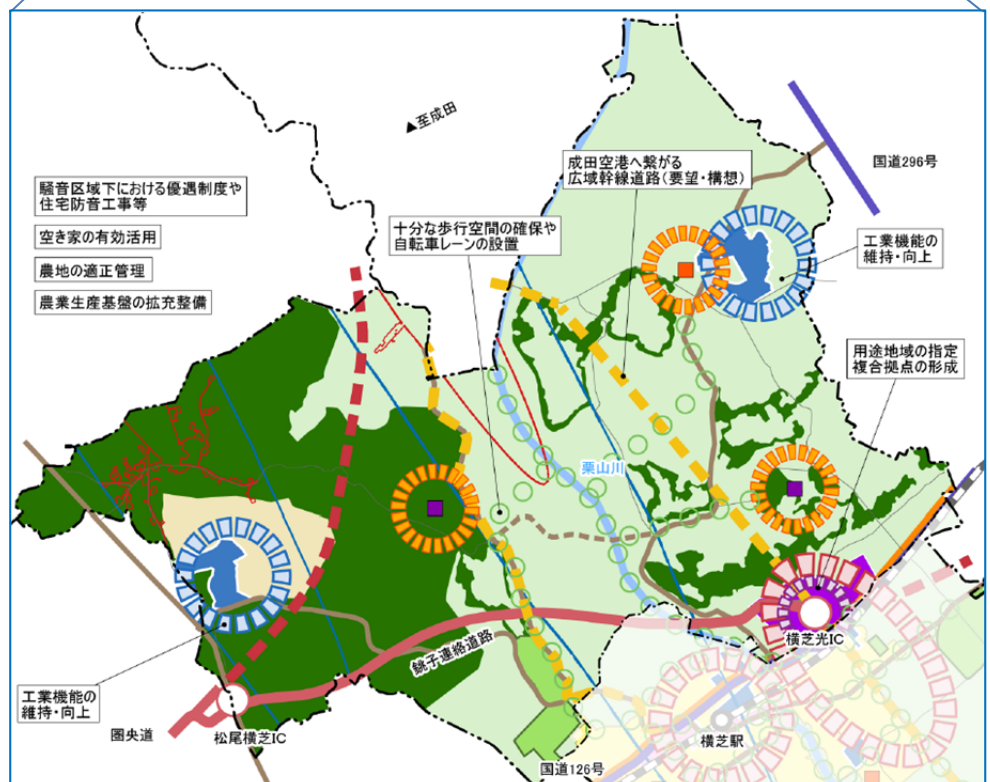 ▲至成田
国道296号
成田空港へ繋がる
広域幹線道路(要望・構想)
騒音区域下における優遇制度や
住宅防音工事等
十分な歩行空間の確保や
自転車レーンの設置
空き家の有効活用
工業機能の
維持・向上
農地の適正管理
農業生産基盤の拡充整備
用途地域の指定
複合拠点の形成
栗山川
横芝光IC
銚子連絡道路
工業機能の
維持・向上
圏央道
松尾横芝IC
横芝駅
国道126号